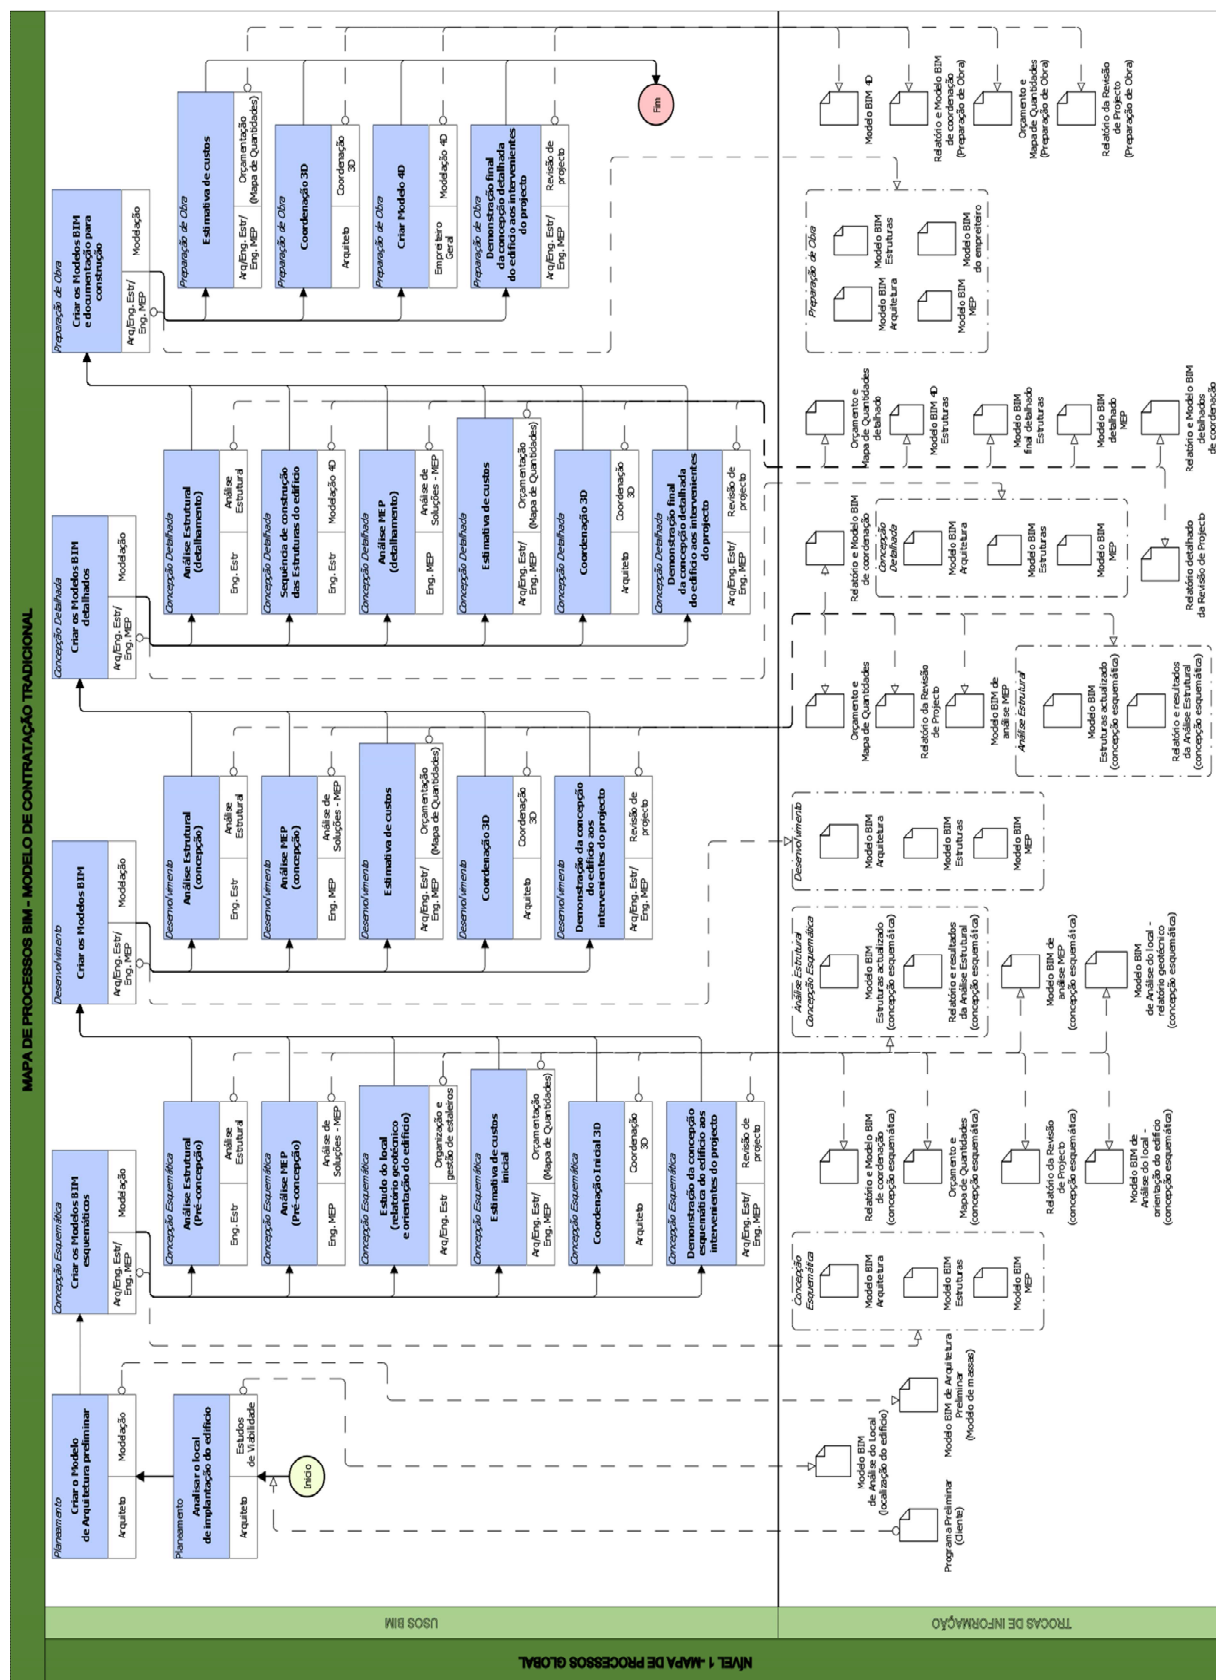 MAPA DE PROCESSOS BIM – MODELO DE CONTRATAÇÃO TRADICIONAL
NÍVEL 1 - MAPA DE PROCESSOS GLOBAL
USOS BIM
Planeamento
Criar o Modelo
de Arquitetura preliminar
Arquiteto
Modelação
Planeamento
Analisar o local
de implantação do edifício
Arquiteto
Estudos
de Viabilidade
Início
Concepção Esquemática
Criar os Modelos BIM
esquemáticos
Arq/Eng. Estr/
Eng. MEP
Modelação
Concepção Esquemática
Análise Estrutural
(Pré-concepção)
Eng. Estr
Análise
Estrutural
Concepção Esquemática
Análise MEP
(Pré-concepção)
Eng. MEP
Análise de
Soluções - MEP
Concepção Esquemática
Estudo do local
(relatório geotécnico
e orientação do edifício)
Arq/Eng. Estr
Organização e
gestão de estaleiros
Concepção Esquemática
Estimativa de custos
inicial
Arq/Eng. Estr/
Eng. MEP
Orçamentação
(Mapa de Quantidades)
Concepção Esquemática
Coordenação Inicial 3D
Arquiteto
Coordenação
3D
Concepção Esquemática
Demonstração da concepção
esquemática do edifício aos
intervenientes do projecto
Arq/Eng. Estr/
Eng. MEP
Revisão de
projecto
Desenvolvimento
Criar os Modelos BIM
Arq/Eng. Estr/
Eng. MEP
Modelação
Desenvolvimento
Análise Estrutural
(concepção)
Eng. Estr
Análise
Estrutural
Desenvolvimento
Análise MEP
(concepção)
Eng. MEP
Análise de
Soluções - MEP
Desenvolvimento
Estimativa de custos
Arq/Eng. Estr/
Eng. MEP
Orçamentação
(Mapa de Quantidades)
Desenvolvimento
Coordenação 3D
Arquiteto
Coordenação
3D
Desenvolvimento
Demonstração da concepção
do edifício aos
intervenientes do projecto
Arq/Eng. Estr/
Eng. MEP
Revisão de
projecto
Concepção Detalhada
Criar os Modelos BIM
detalhados
Arq/Eng. Estr/
Eng. MEP
Modelação
Concepção Detalhada
Análise Estrutural
(detalhamento)
Eng. Estr
Análise
Estrutural
Concepção Detalhada
Sequência de construção
das Estruturas do edifício
Eng. Estr
Modelação 4D
Concepção Detalhada
Análise MEP
(detalhamento)
Eng. MEP
Análise de
Soluções - MEP
Concepção Detalhada
Estimativa de custos
Arq/Eng. Estr/
Eng. MEP
Orçamentação
(Mapa de Quantidades)
Concepção Detalhada
Coordenação 3D
Arquiteto
Coordenação
3D
Concepção Detalhada
Demonstração final
da concepção detalhada
do edifício aos intervenientes
do projecto
Arq/Eng. Estr/
Eng. MEP
Revisão de
projecto
Preparação de Obra
Criar os Modelos BIM
e documentação para
construção
Arq/Eng. Estr/
Eng. MEP
Modelação
Preparação de Obra
Estimativa de custos
Arq/Eng. Estr/
Eng. MEP
Orçamentação
(Mapa de Quantidades)
Preparação de Obra
Coordenação 3D
Arquiteto
Coordenação
3D
Preparação de Obra
Criar Modelo 4D
Empreiteiro
Geral
Modelação 4D
Preparação de Obra
Demonstração final
da concepção detalhada
do edifício aos intervenientes
do projecto
Arq/Eng. Estr/
Eng. MEP
Revisão de
projecto
Fim
TROCAS DE INFORMAÇÃO
Programa Preliminar
(Cliente)
Modelo BIM
de Análise do Local
(localização do edifício)
Modelo BIM de Arquitetura
Preliminar
(Modelo de massas)
Concepção
Esquemática
Modelo BIM
Arquitetura
Modelo BIM
Estruturas
Modelo BIM
MEP
Relatório e Modelo BIM
de coordenação
(concepção esquemática)
Orçamento e
Mapa de Quantidades
(concepção esquemática)
Relatório da Revisão
de Projecto
(concepção esquemática)
Modelo BIM de
Análise do local -
orientação do edifício
(concepção esquemática)
Análise Estrutural
Concepção Esquemática
Modelo BIM
Estruturas actualizado
(concepção esquemática)
Relatório e resultados
da Análise Estrutural
(concepção esquemática)
Modelo BIM de
análise MEP
(concepção esquemática)
Modelo BIM
de Análise do local -
relatório geotécnico
(concepção esquemática)
Desenvolvimento
Modelo BIM
Arquitetura
Modelo BIM
Estruturas
Modelo BIM
MEP
Orçamento e
Mapa de Quantidades
Relatório da Revisão
de Projecto
Modelo BIM de
análise MEP
Análise Estrutural
Modelo BIM
Estruturas actualizado
(concepção esquemática)
Relatório e resultados
da Análise Estrutural
(concepção esquemática)
Relatório e Modelo BIM
de coordenação
Concepção
Detalhada
Modelo BIM
Arquitetura
Modelo BIM
Estruturas
Modelo BIM
MEP
Relatório detalhado
da Revisão de Projecto
Orçamento e
Mapa de Quantidades
detalhado
Modelo BIM 4D
Estruturas
Modelo BIM
final detalhado
Estruturas
Modelo BIM
detalhado
MEP
Relatório e Modelo BIM
detalhados
de coordenação
Preparação de Obra
Modelo BIM
Arquitetura
Modelo BIM
Estruturas
Modelo BIM
MEP
Modelo BIM
do empreiteiro
Modelo BIM 4D
Relatório e Modelo BIM
de coordenação
(Preparação de Obra)
Orçamento e
Mapa de Quantidades
(Preparação de Obra)
Relatório da Revisão
de Projecto
(Preparação de Obra)